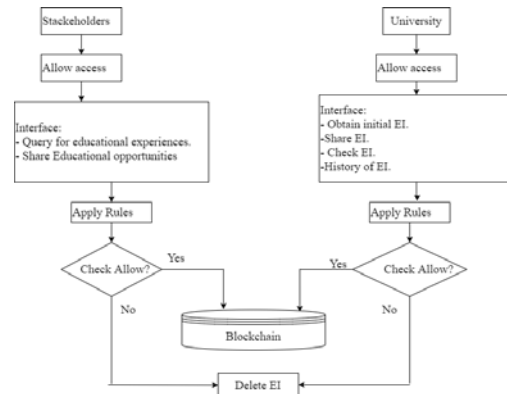 Stackeholders
University
Allow access
Allow access
Interface:
- Query for educational experiences.
- Share Educational opportunities
Interface:
- Obtain initial EI.
-Share EI.
- Check EI.
-History of EI.
Apply Rules
Apply Rules
Check Allow?
Yes
Yes
Check Allow?
No
No
Blockchain
Delete EI